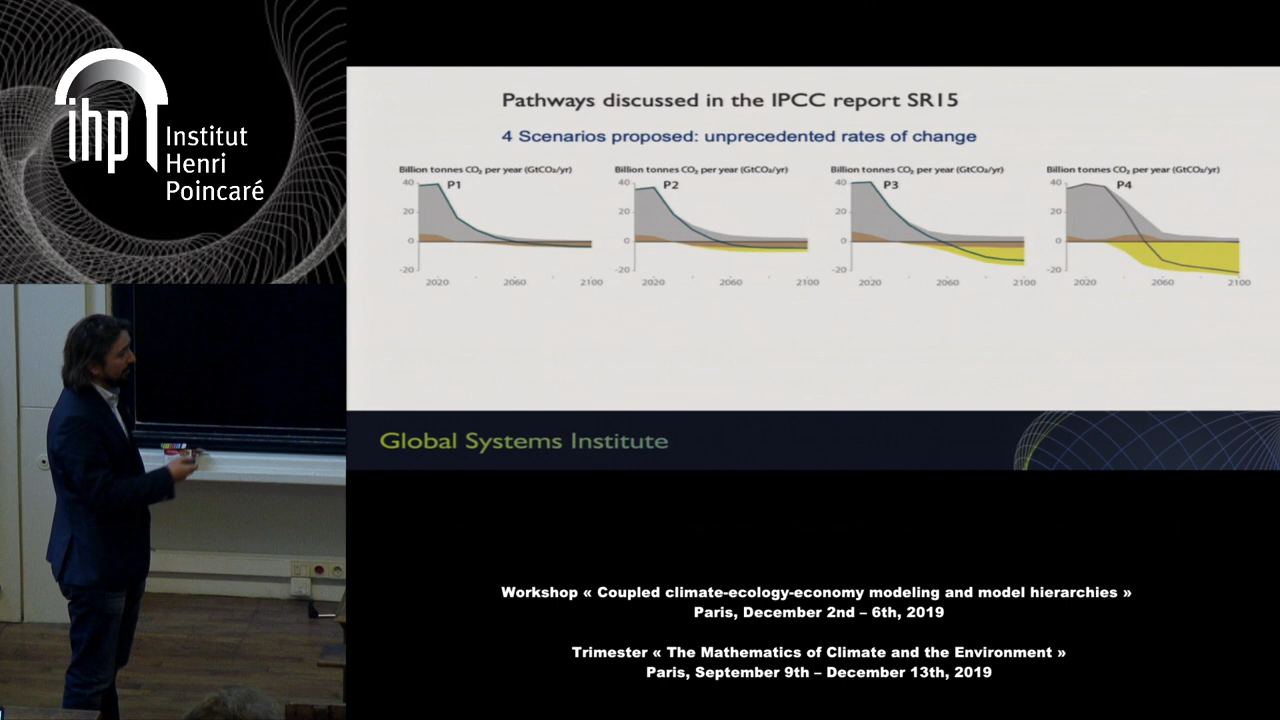 ihp
Institut
Henri
Poincaré
Pathways discussed in the IPCC report SR15
4 Scenarios proposed: unprecedented rates of change
Billion tonnes CO₂ per year (GtCO₂/yr)
40
P1
20
0
-20
2020
2060
2100
Billion tonnes CO₂ per year (GtCO₂/yr)
40
P2
20
0
-20
2020
2060
2100
Billion tonnes CO₂ per year (GtCO₂/yr)
40
P3
20
0
-20
2020
2060
2100
Billion tonnes CO₂ per year (GtCO₂/yr)
40
P4
20
0
-20
2020
2060
2100
Global Systems Institute
Workshop « Coupled climate-ecology-economy modeling and model hierarchies »
Paris, December 2nd – 6th, 2019
Trimester « The Mathematics of Climate and the Environment »
Paris, September 9th – December 13th, 2019